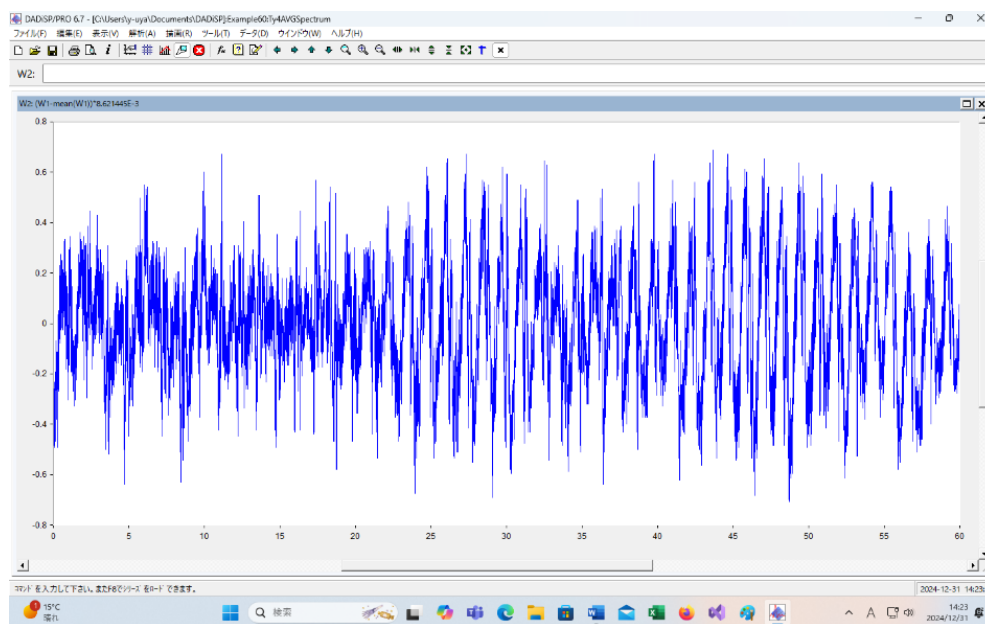 DADiSP/PRO 6.7 - [C:\Users\y-uya\Documents\DADiSP]:Example60:Ty4AVGSpectrum
ファイル(F) 編集(E) 表示(V) 解析(A) 描画(R) ツール(T) データ(D) ウインドウ(W) ヘルプ(H)
W2:
W2: (W1-mean(W1))*8.621445E-3
0.8
0.6
0.4
0.2
0
-0.2
-0.4
-0.6
-0.8
0 5 10 15 20 25 30 35 40 45 50 55 60
コマンドを入力して下さい。またF8でシリーズをロードできます。
2024-12-31 14:23:
15°C
晴れ
検索
A
14:23
2024/12/31